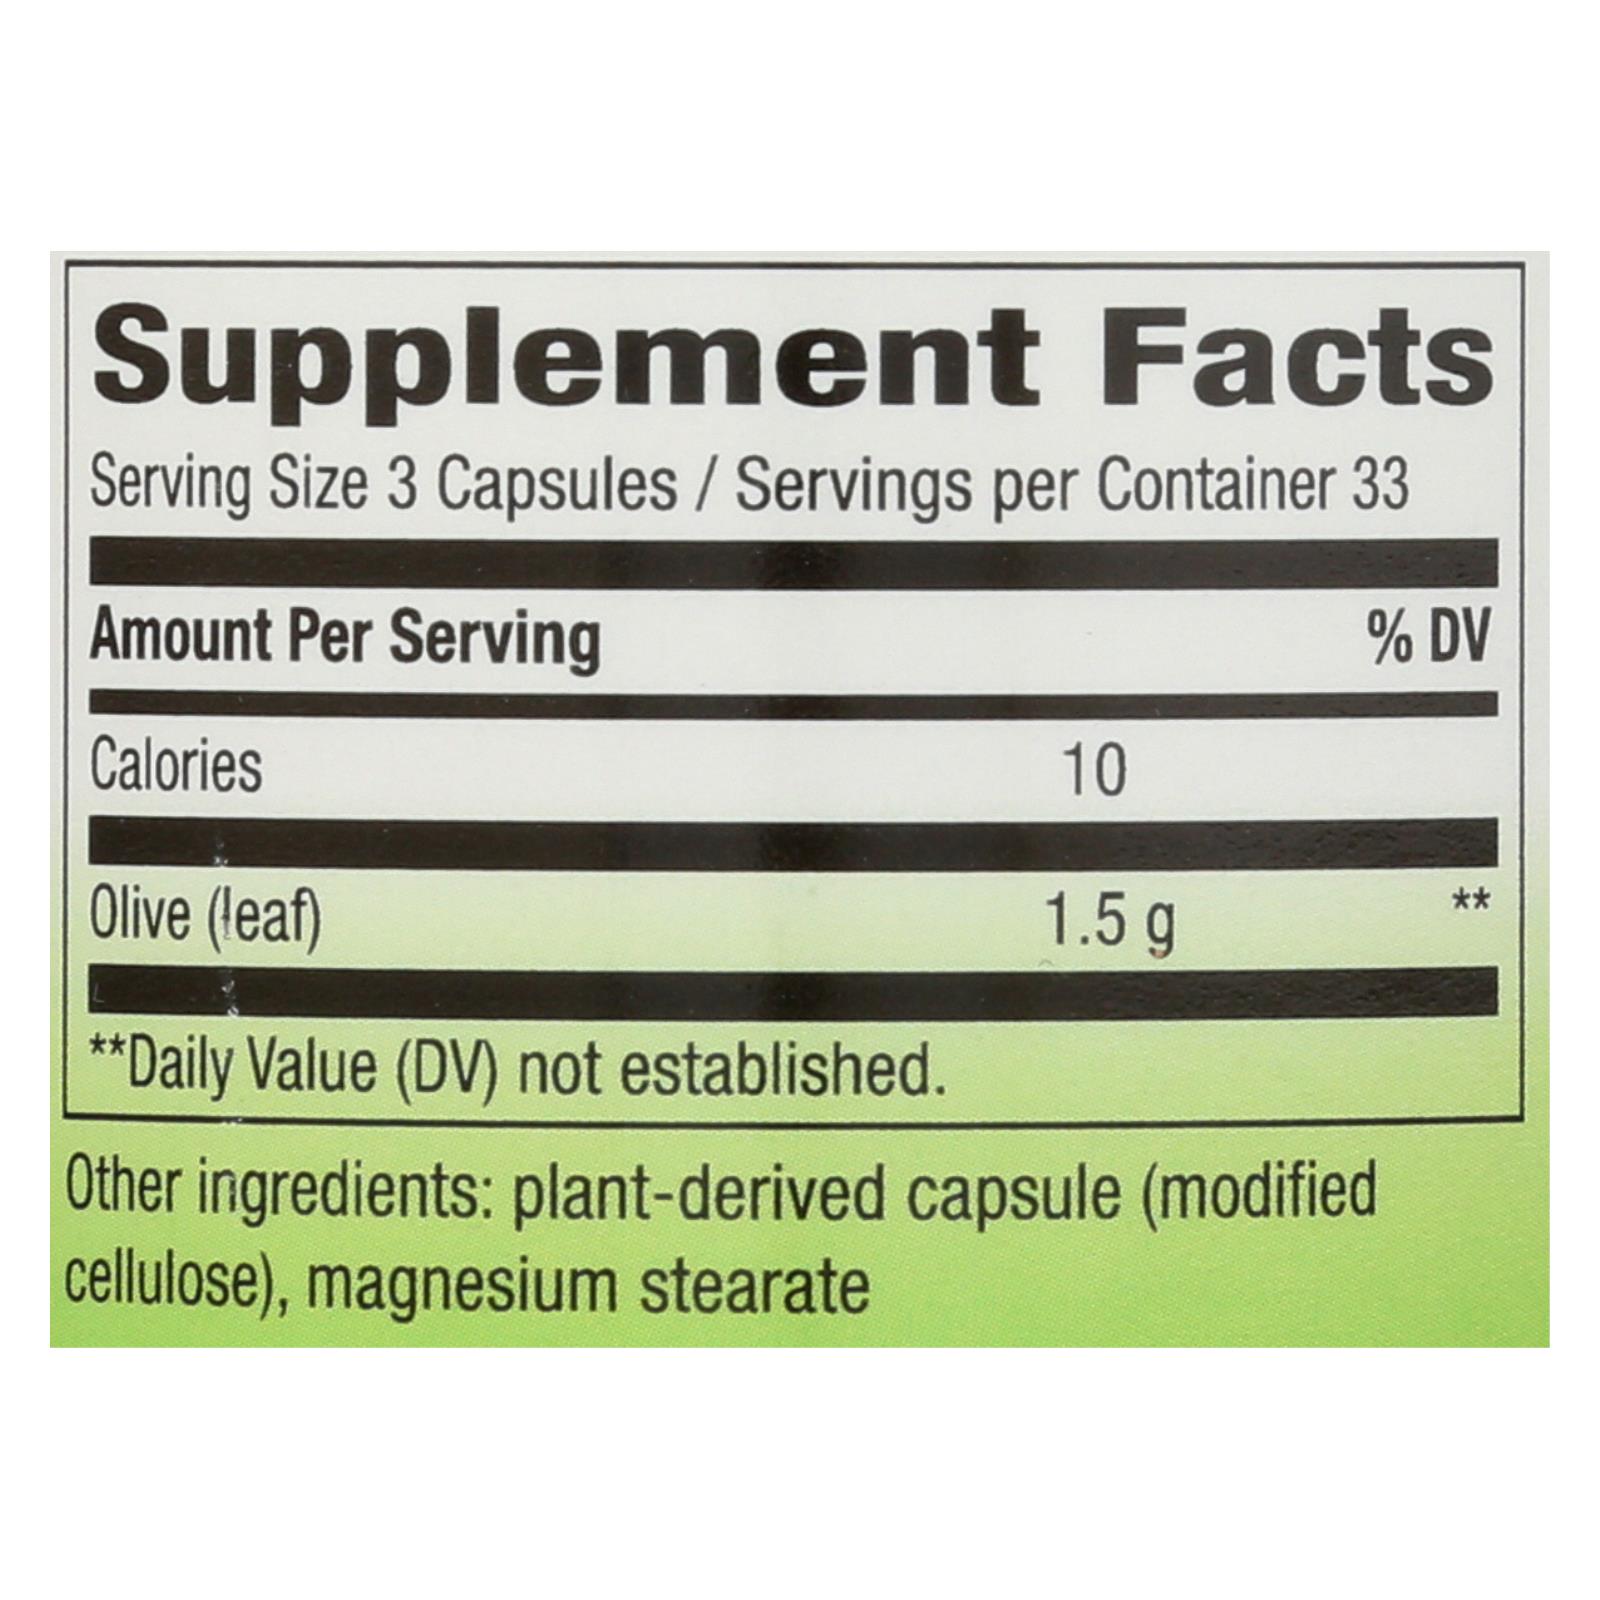 Supplement Facts
Serving Size 3 Capsules / Servings per Container 33
Amount Per Serving % DV
Calories 10
Olive (leaf) 1.5 g **
**Daily Value (DV) not established.
Other ingredients: plant-derived capsule (modified
cellulose), magnesium stearate